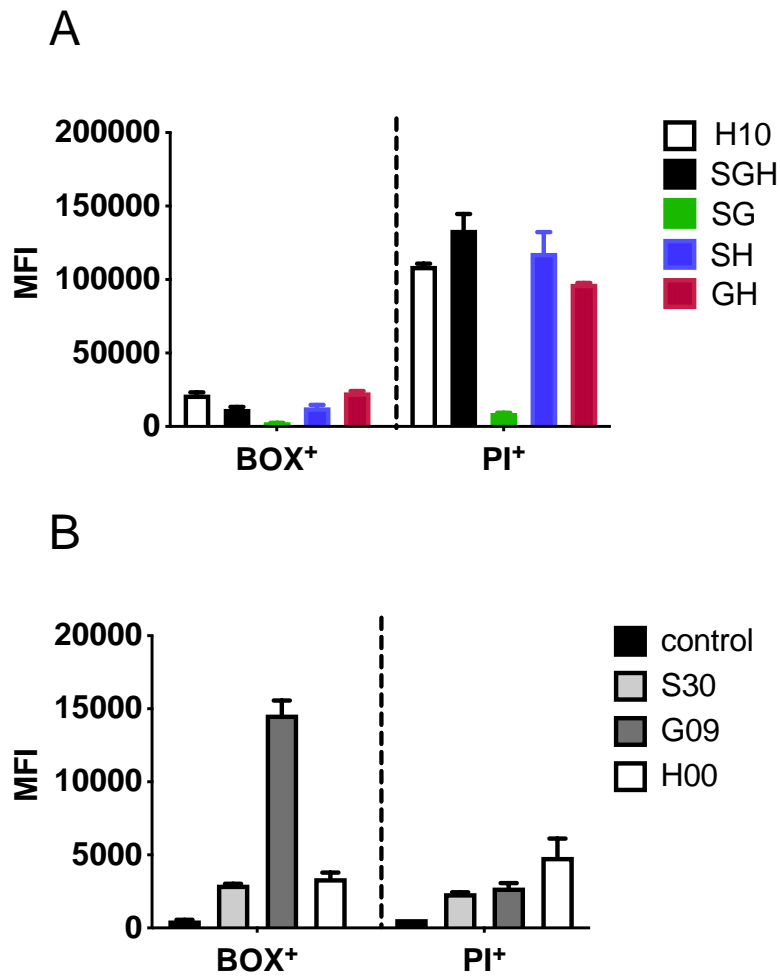 A
200000
150000
100000
50000
0
MFI
BOX+
PI+
H10
SGH
SG
SH
GH
B
20000
15000
10000
5000
0
MFI
BOX+
PI+
control
S30
G09
H00